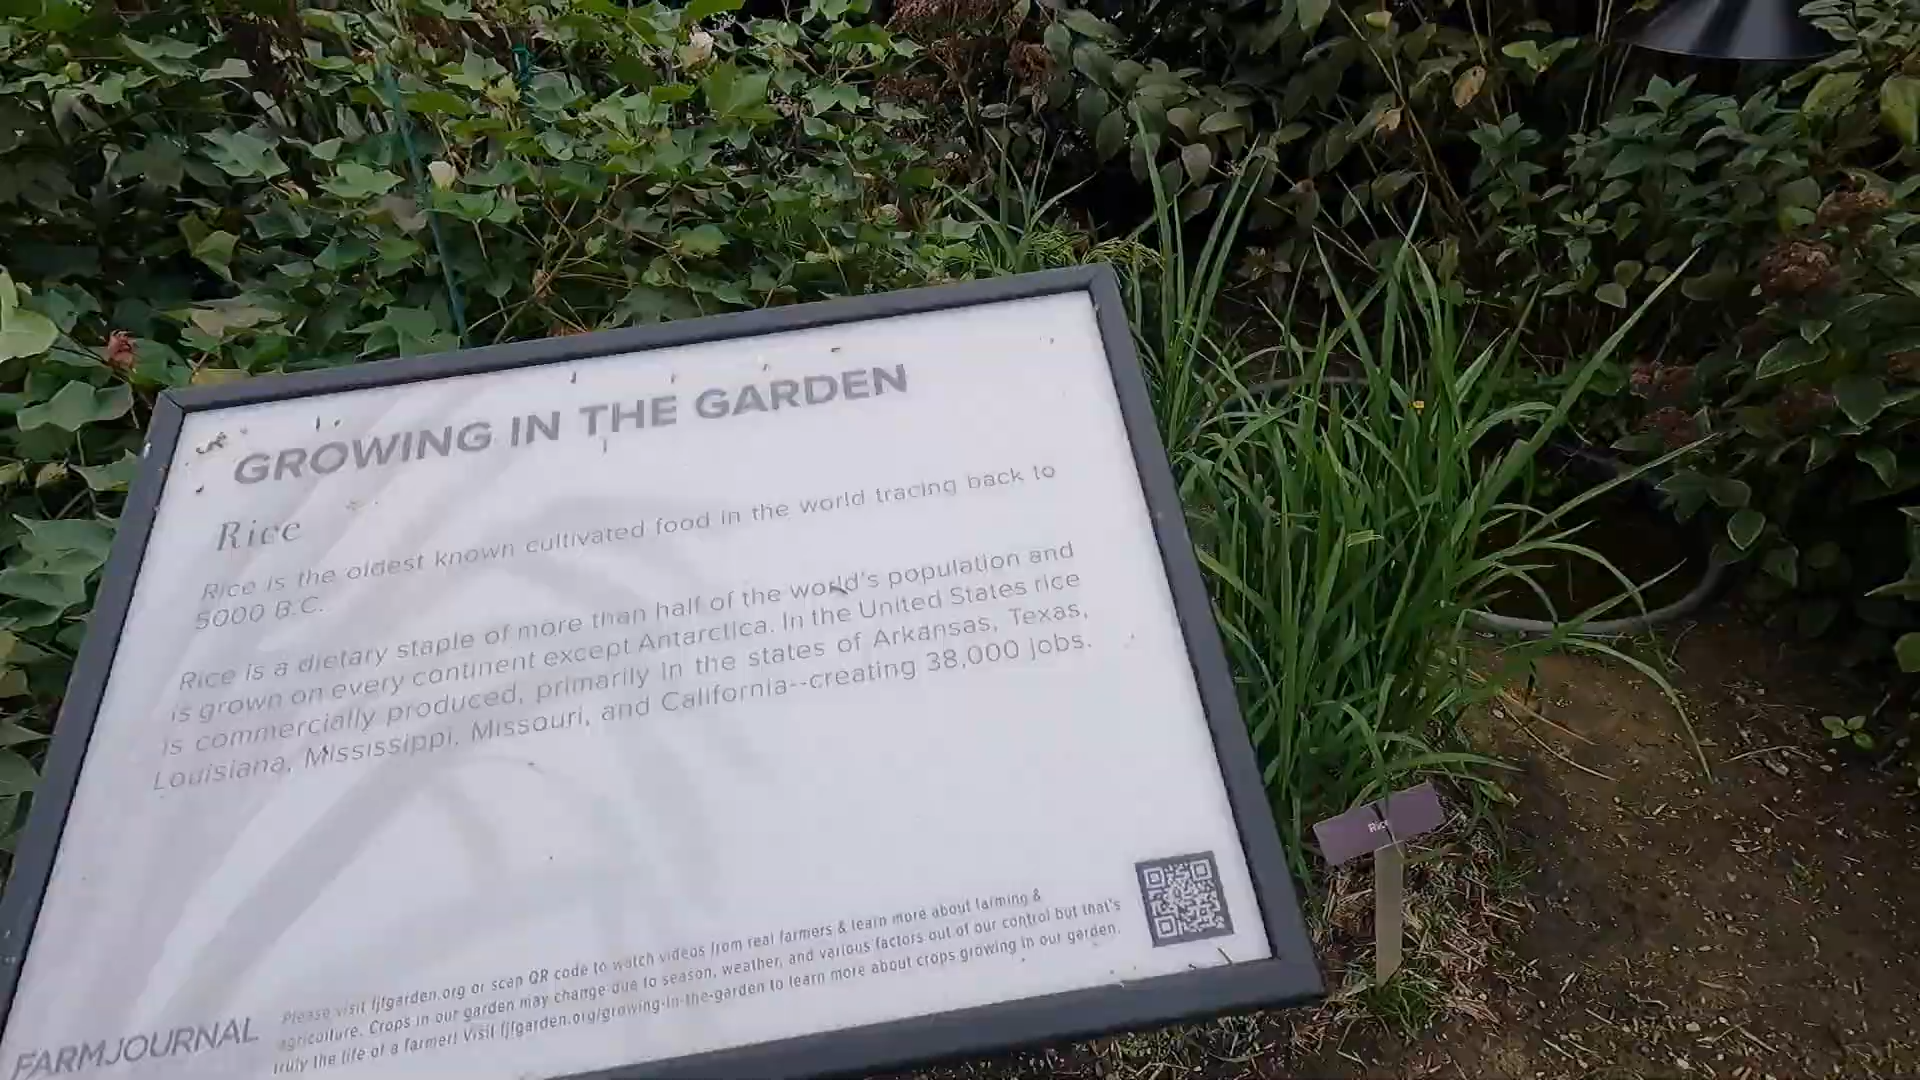 GROWING IN THE GARDEN
Rice
Rice is the oldest known cultivated food in the world tracing back to
5000 B.C.
Rice is a dietary staple of more than half of the world's population and
is grown on every continent except Antarctica. In the United States rice
is commercially produced, primarily in the states of Arkansas, Texas,
Louisiana, Mississippi, Missouri, and California--creating 38,000 jobs.
Please visit fjfgarden.org or scan QR code to watch videos from real farmers & learn more about farming &
agriculture. Crops in our garden may change due to season, weather, and various factors out of our control but that's
truly the life of a farmer! Visit fjfgarden.org/growing-in-the-garden to learn more about crops growing in our garden.
FARMJOURNAL
Rice